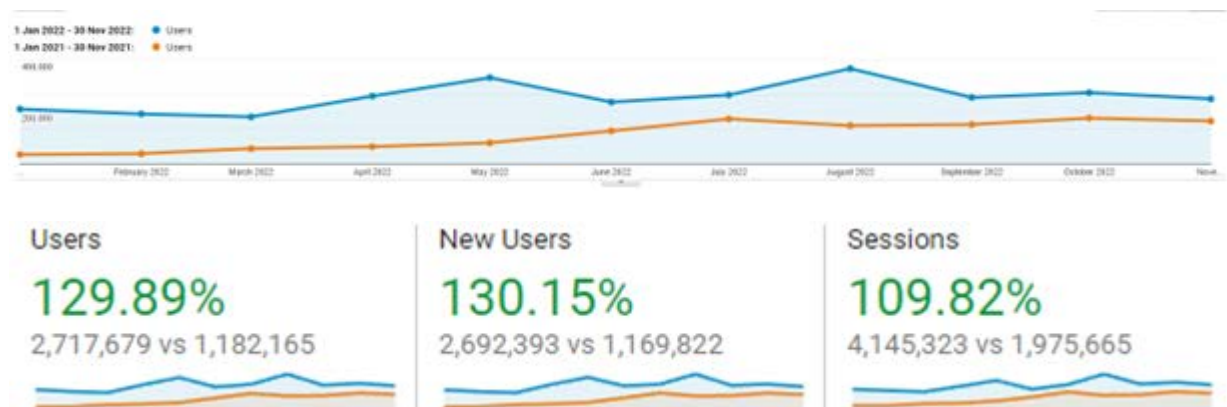 1 Jan 2022 - 30 Nov 2022: Users
1 Jan 2021 - 30 Nov 2021: Users
400,000
200,000
... February 2022 March 2022 April 2022 May 2022 June 2022 July 2022 August 2022 September 2022 October 2022 Nove...
Users New Users Sessions
129.89% 130.15% 109.82%
2,717,679 vs 1,182,165 2,692,393 vs 1,169,822 4,145,323 vs 1,975,665